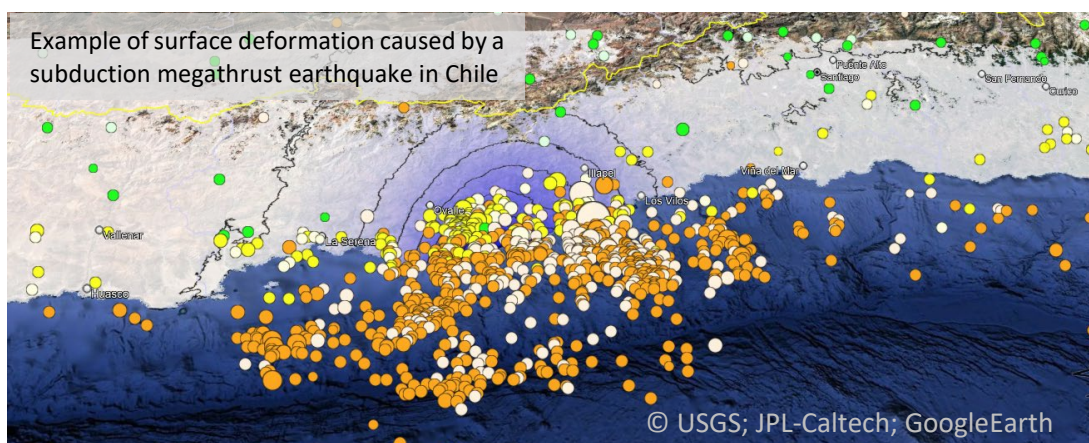 Example of surface deformation caused by a
subduction megathrust earthquake in Chile
Puente Alto
Santiago
San Fernando
Curico
Viña del Mar
Illapel
Los Vilos
Ovalle
La Serena
Vallenar
Huasco
© USGS; JPL-Caltech; GoogleEarth